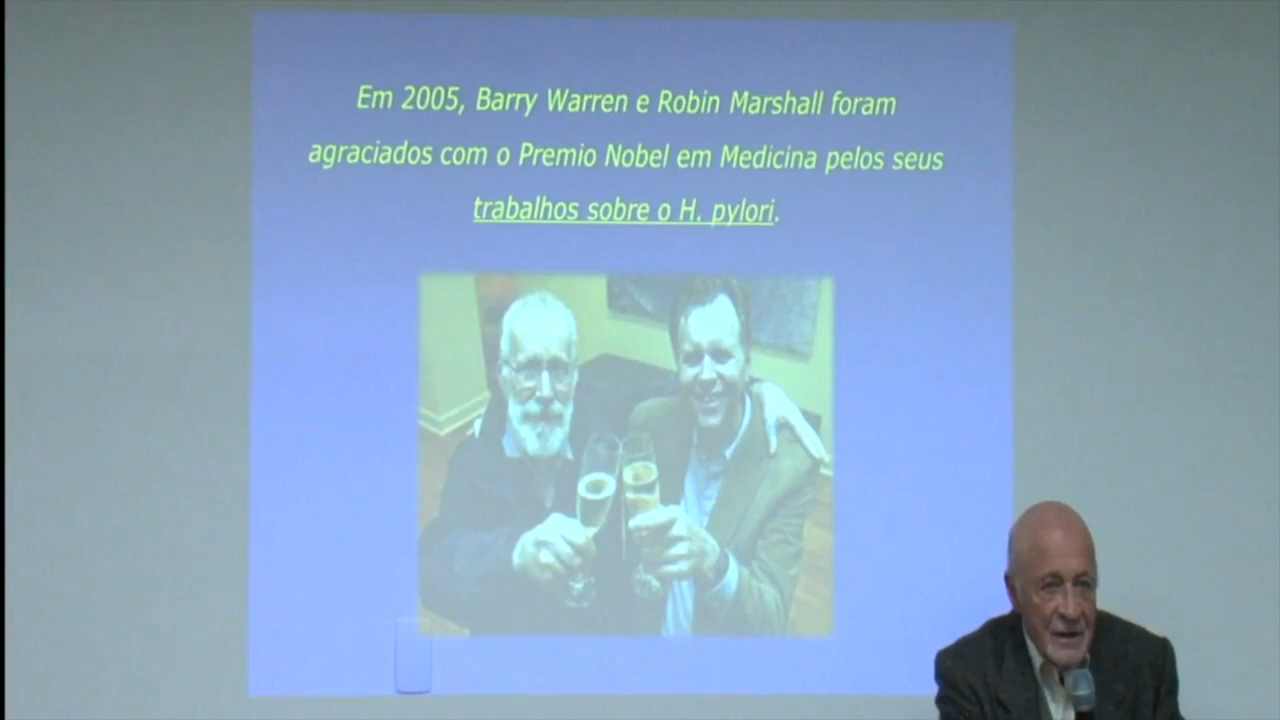 Em 2005, Barry Warren e Robin Marshall foram
agraciados com o Premio Nobel em Medicina pelos seus
trabalhos sobre o H. pylori.